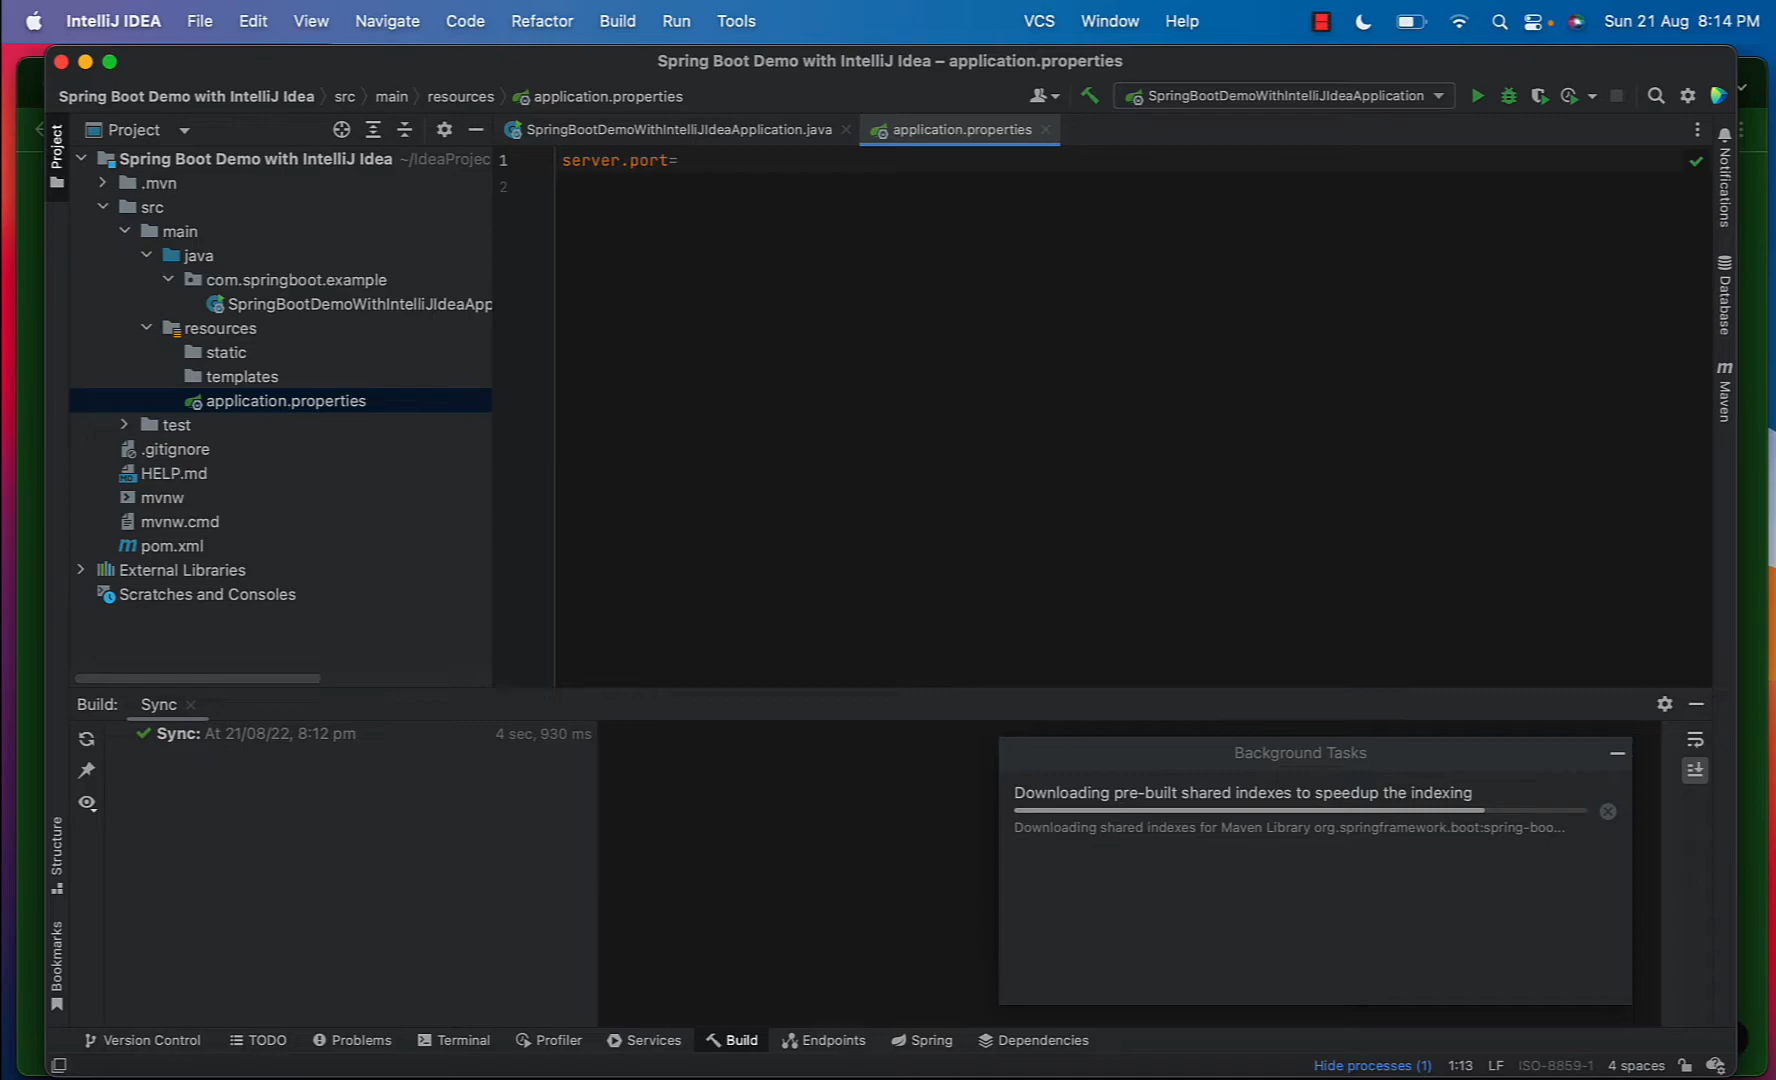 IntelliJ IDEA File Edit View Navigate Code Refactor Build Run Tools VCS Window Help Sun 21 Aug 8:14 PM
Spring Boot Demo with IntelliJ Idea – application.properties
Spring Boot Demo with IntelliJ Idea src main resources application.properties SpringBootDemoWithIntelliJIdeaApplication
Project
Project
SpringBootDemoWithIntelliJIdeaApplication.java application.properties
Spring Boot Demo with IntelliJ Idea ~/IdeaProjec
.mvn
src
main
java
com.springboot.example
SpringBootDemoWithIntelliJIdeaApp
resources
static
templates
application.properties
test
.gitignore
HELP.md
mvnw
mvnw.cmd
pom.xml
External Libraries
Scratches and Consoles
1 server.port=
2
Notifications
Database
m
Maven
Build: Sync
Sync: At 21/08/22, 8:12 pm 4 sec, 930 ms
Background Tasks
Downloading pre-built shared indexes to speedup the indexing
Downloading shared indexes for Maven Library org.springframework.boot:spring-boo...
Structure
Bookmarks
Version Control TODO Problems Terminal Profiler Services Build Endpoints Spring Dependencies
Hide processes (1) 1:13 LF ISO-8859-1 4 spaces